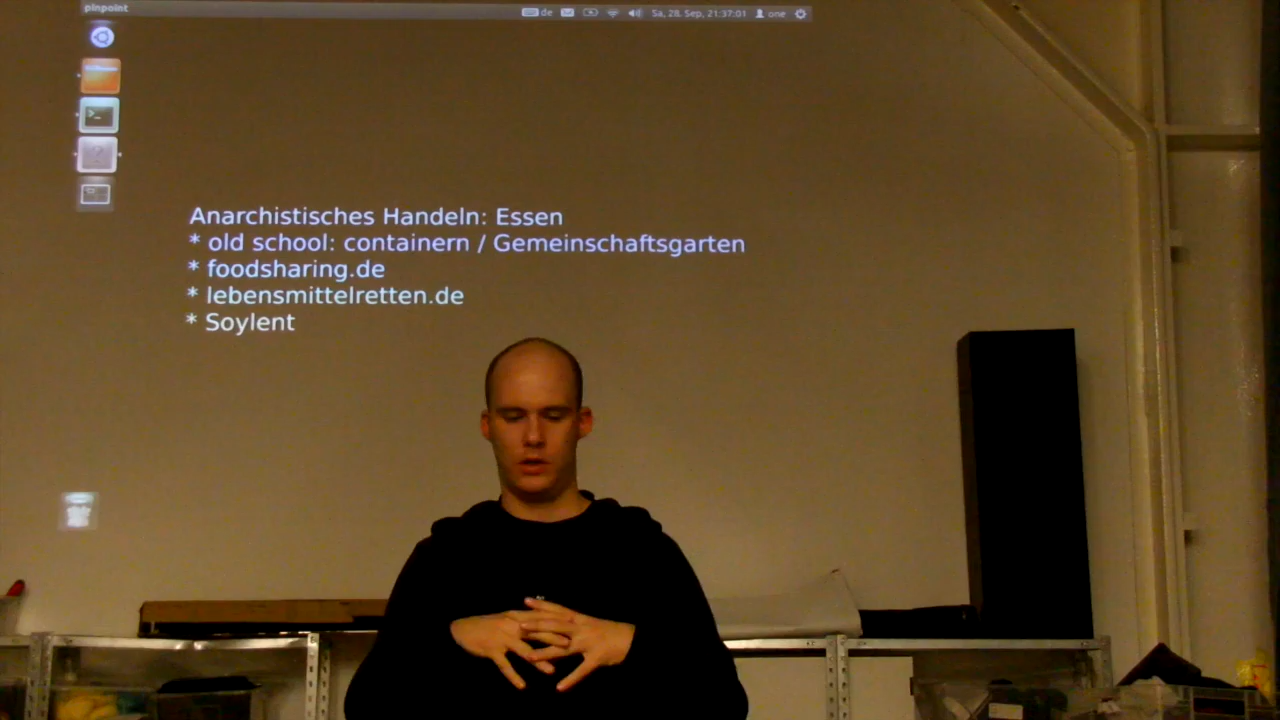 pinpoint
de Sa, 28. Sep, 21:37:01 one
Anarchistisches Handeln: Essen
* old school: containern / Gemeinschaftsgarten
* foodsharing.de
* lebensmittelretten.de
* Soylent